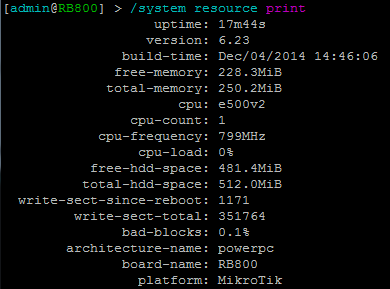 [admin@RB800] > /system resource print
uptime: 17m44s
version: 6.23
build-time: Dec/04/2014 14:46:06
free-memory: 228.3MiB
total-memory: 250.2MiB
cpu: e500v2
cpu-count: 1
cpu-frequency: 799MHz
cpu-load: 0%
free-hdd-space: 481.4MiB
total-hdd-space: 512.0MiB
write-sect-since-reboot: 1171
write-sect-total: 351764
bad-blocks: 0.1%
architecture-name: powerpc
board-name: RB800
platform: MikroTik